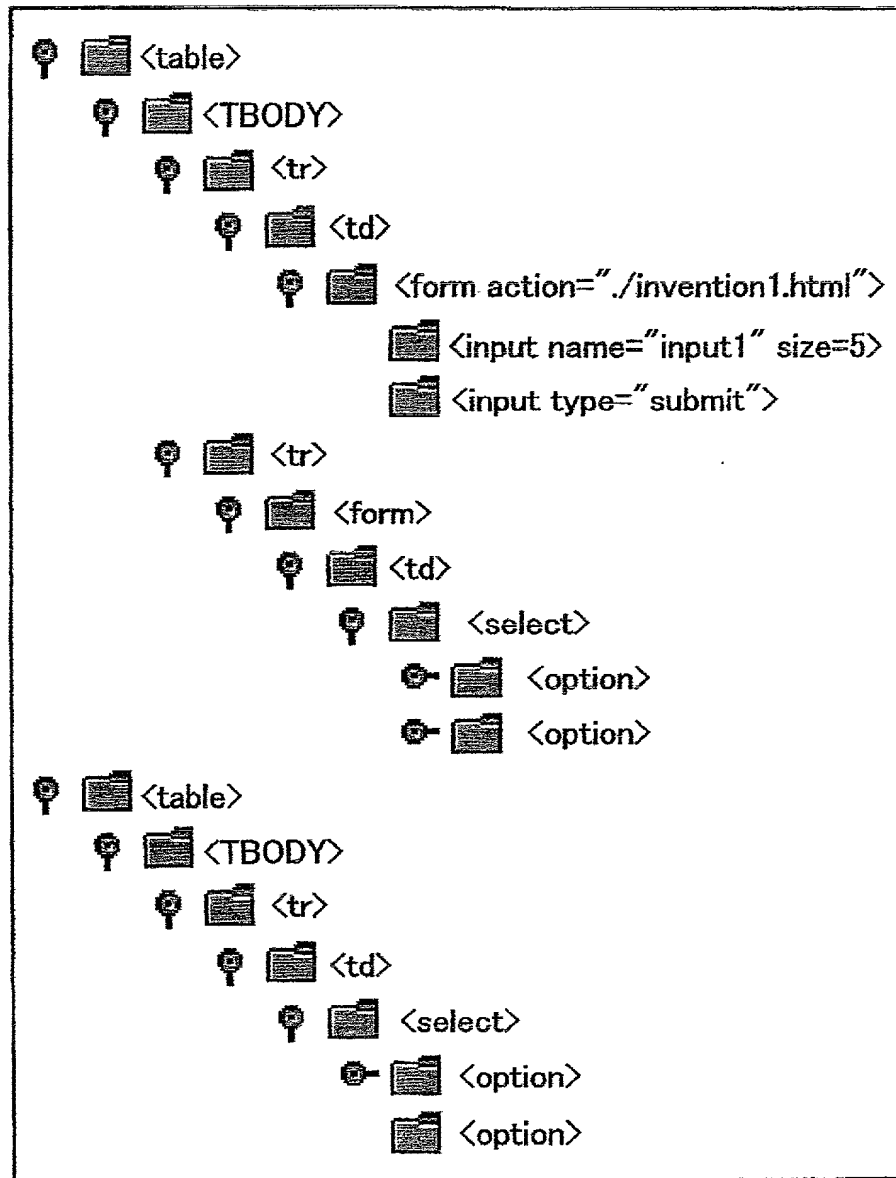 <table>
<TBODY>
<tr>
<td>
<form action="./invention1.html">
<input name="input1" size=5>
<input type="submit">
<tr>
<form>
<td>
<select>
<option>
<option>
<table>
<TBODY>
<tr>
<td>
<select>
<option>
<option>